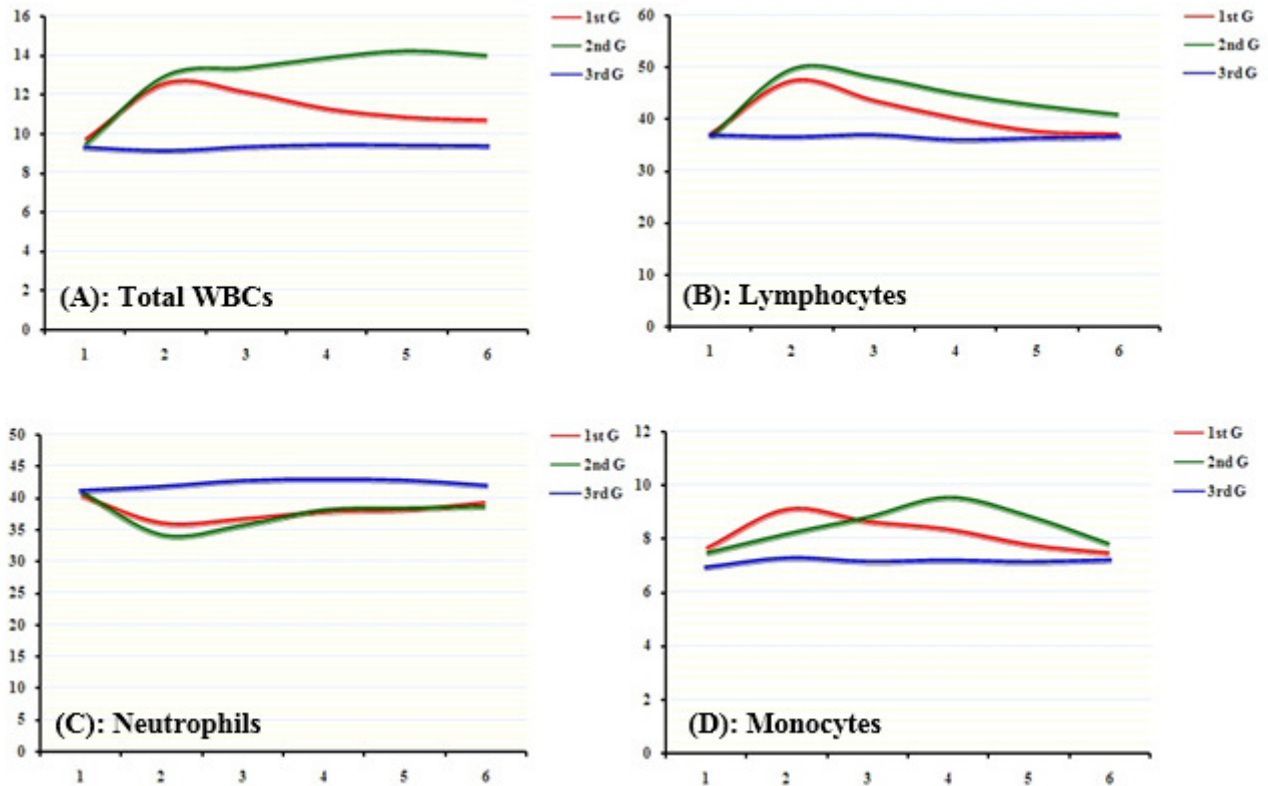 16
14
12
10
8
6
4
2
0
1 2 3 4 5 6
1st G
2nd G
3rd G
(A): Total WBCs
60
50
40
30
20
10
0
1 2 3 4 5 6
1st G
2nd G
3rd G
(B): Lymphocytes
50
45
40
35
30
25
20
15
10
5
0
1 2 3 4 5 6
1st G
2nd G
3rd G
(C): Neutrophils
12
10
8
6
4
2
0
1 2 3 4 5 6
1st G
2nd G
3rd G
(D): Monocytes